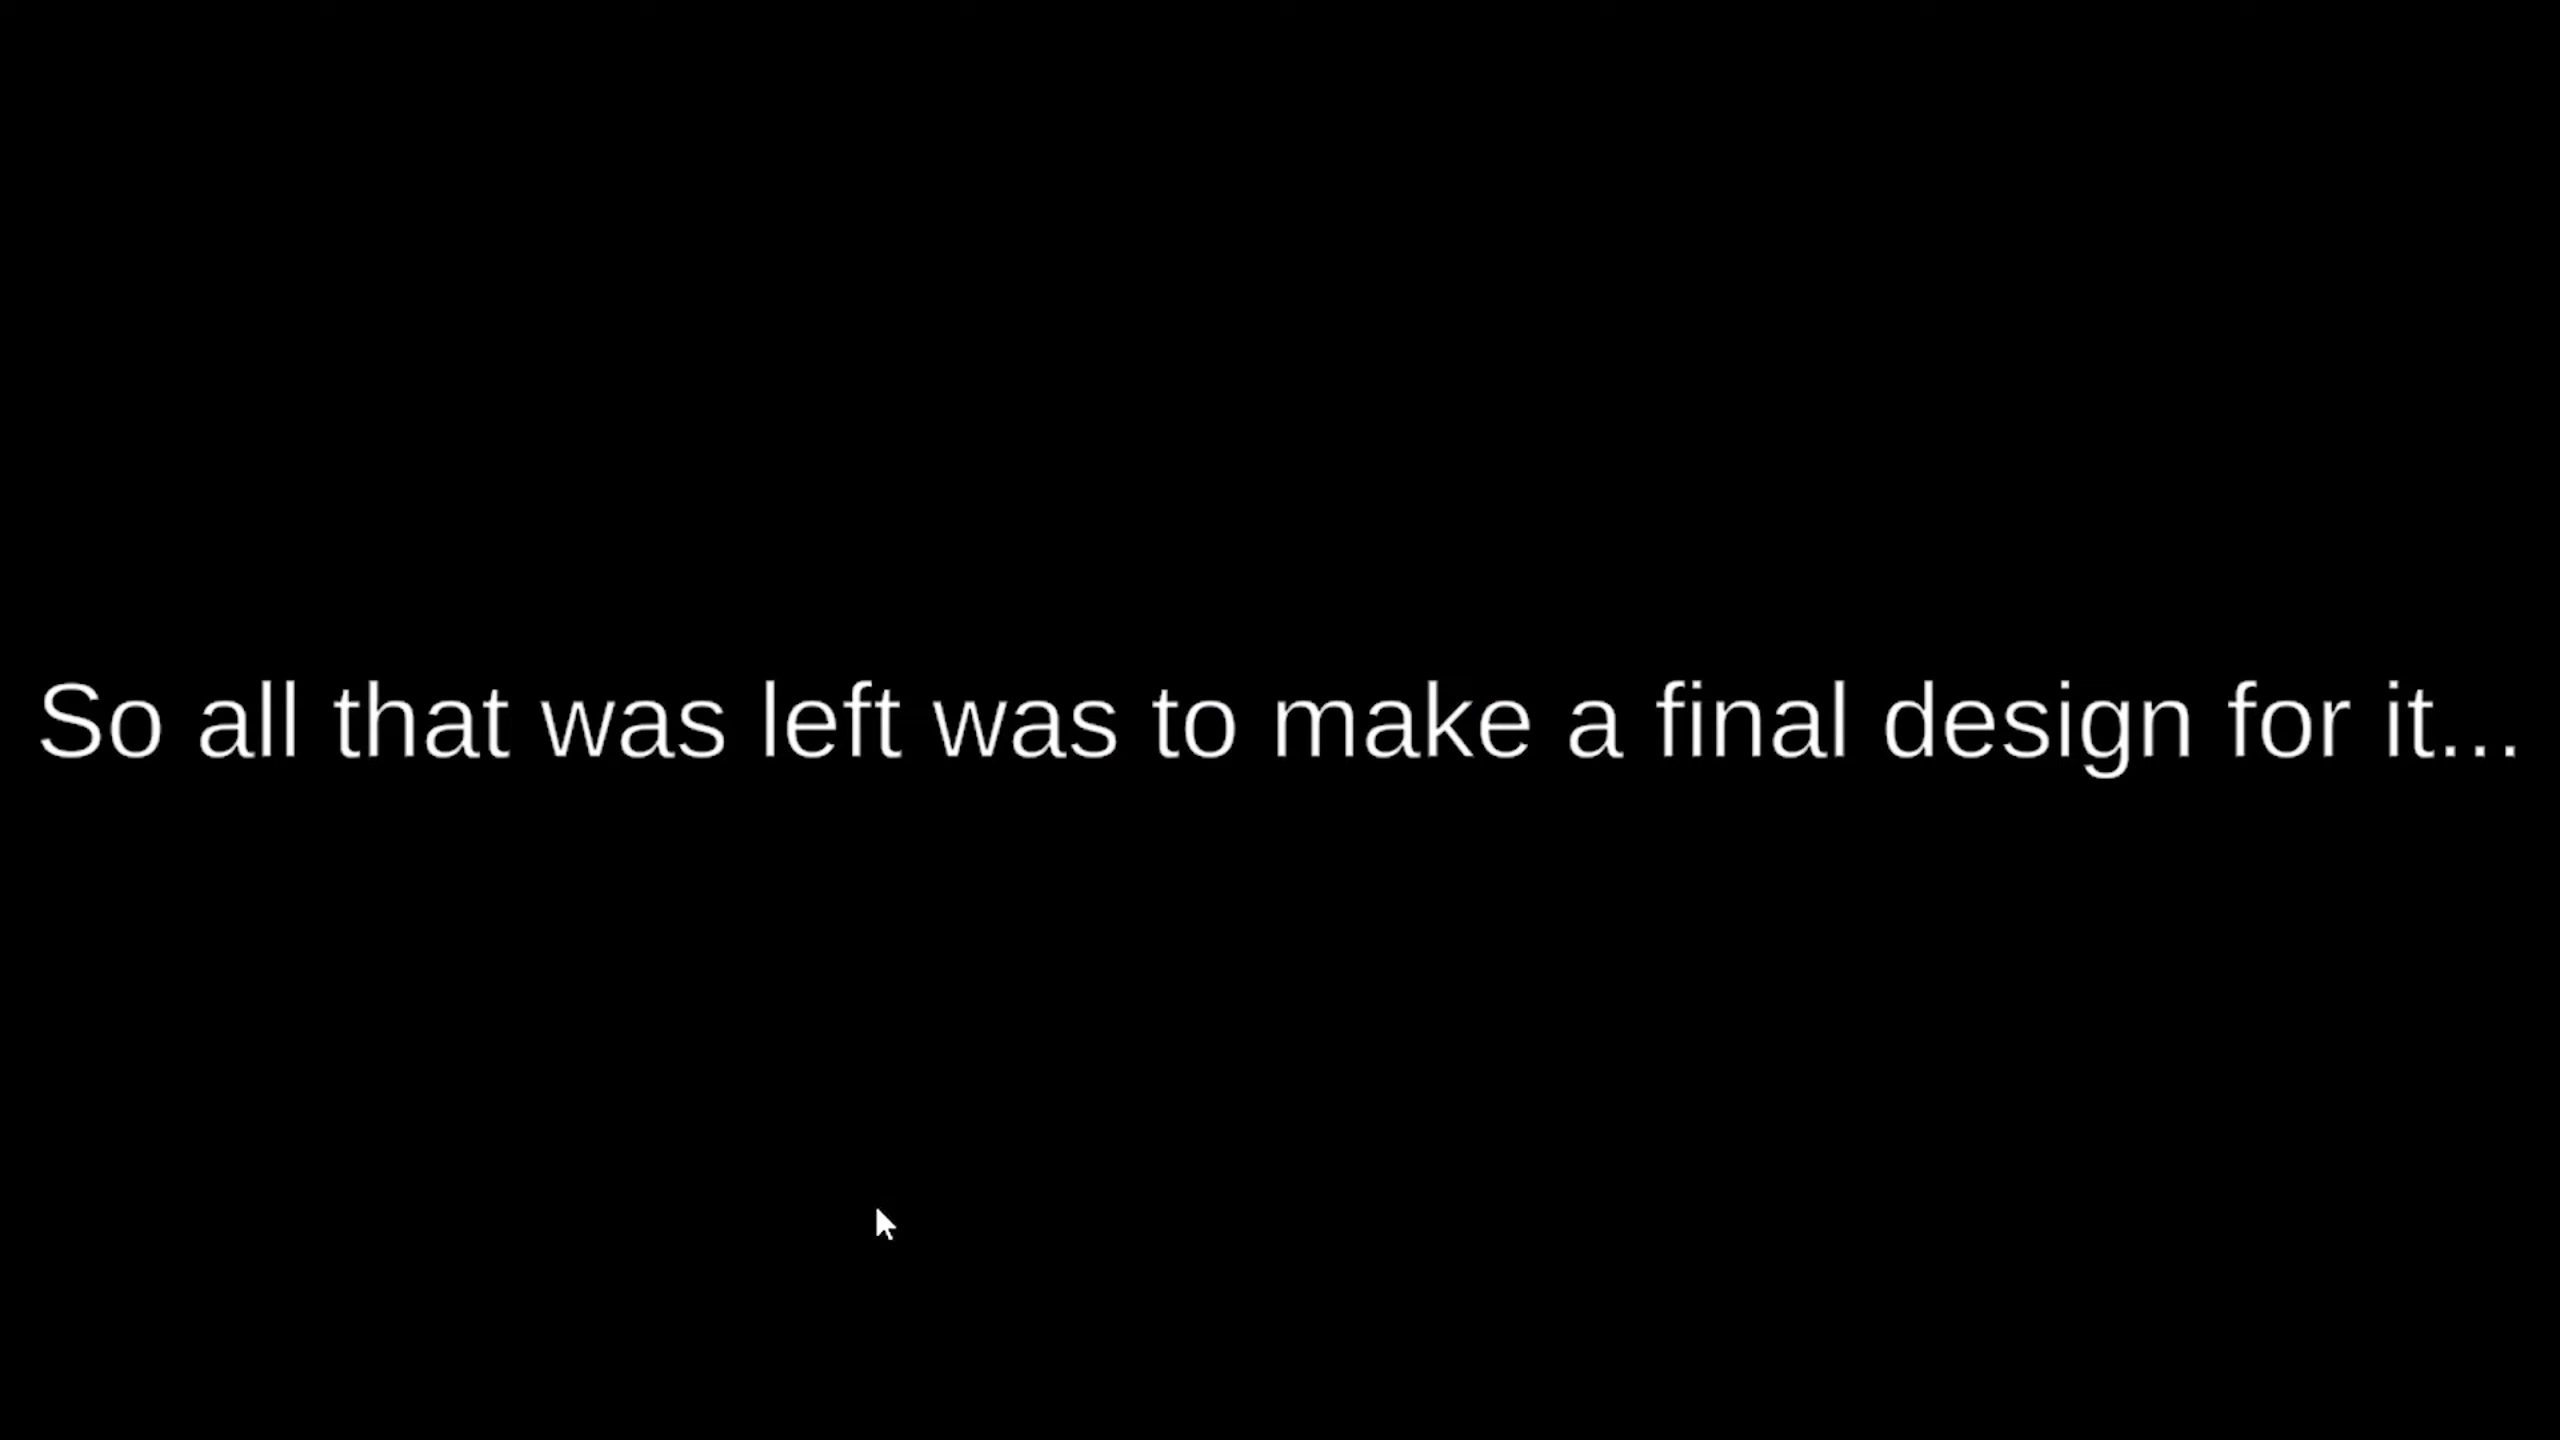 So all that was left was to make a final design for it...